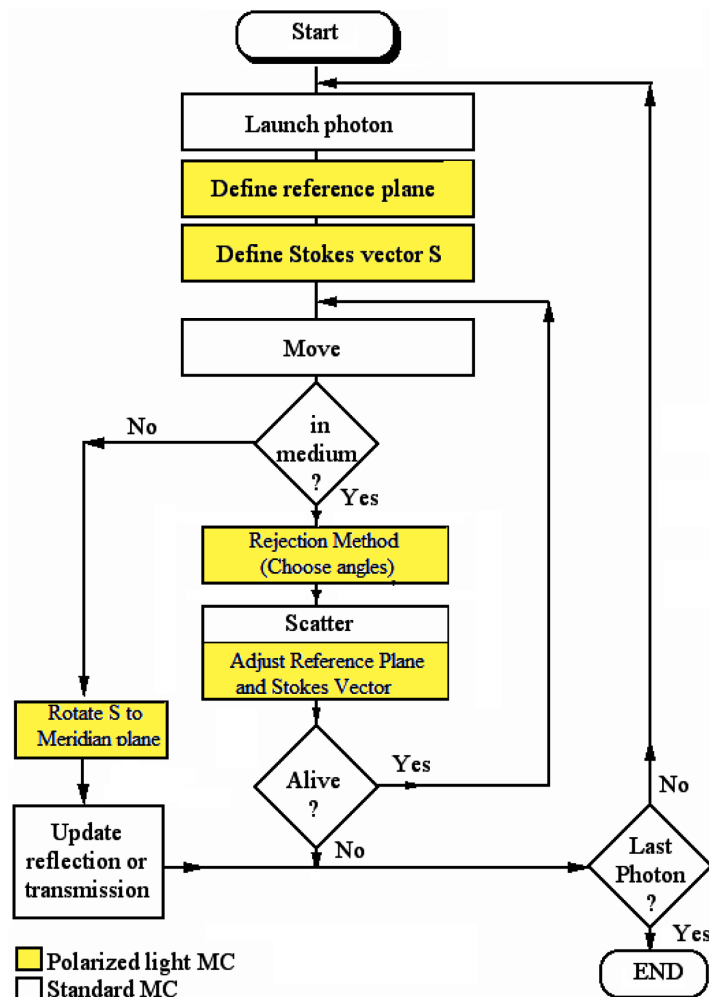 Start
Launch photon
Define reference plane
Define Stokes vector S
Move
No
in
medium
?
Yes
Rejection Method
(Choose angles)
Scatter
Adjust Reference Plane
and Stokes Vector
Rotate S to
Meridian plane
Alive
?
Yes
No
Update
reflection or
transmission
No
Last
Photon
?
Yes
END
Polarized light MC
Standard MC